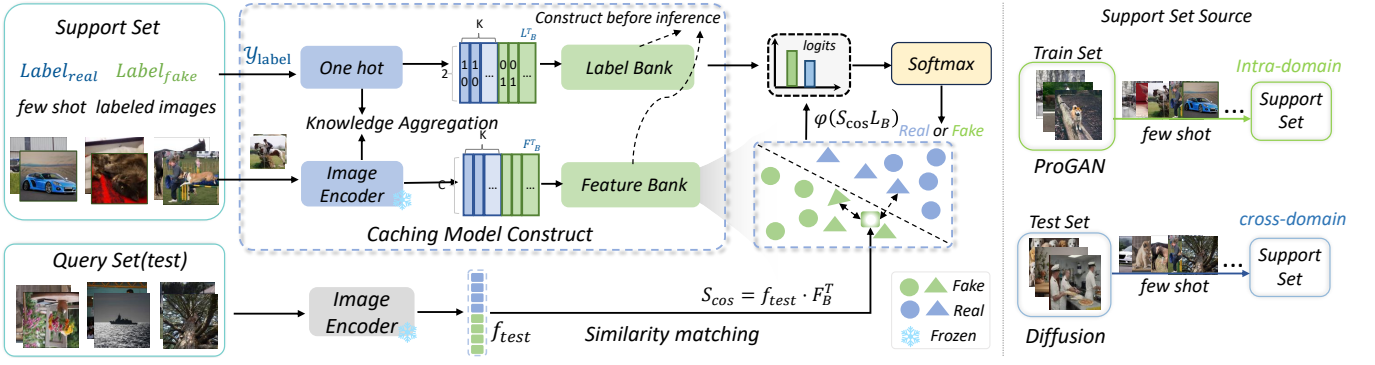 Support Set
Label_real Label_fake
few shot labeled images
Query Set(test)
𝒴_label
One hot
K
2
1 1 ... 0 0
0 0 1 1
L^T_B
Label Bank
Construct before inference
Knowledge Aggregation
Image
Encoder
K
C
... ...
F^T_B
Feature Bank
Caching Model Construct
Image
Encoder
f_test
Similarity matching
S_cos = f_test · F_B^T
logits
Softmax
φ(S_cos L_B)
Real or Fake
Fake
Real
Frozen
Support Set Source
Train Set
ProGAN
...
few shot
Intra-domain
Support
Set
Test Set
Diffusion
...
few shot
cross-domain
Support
Set